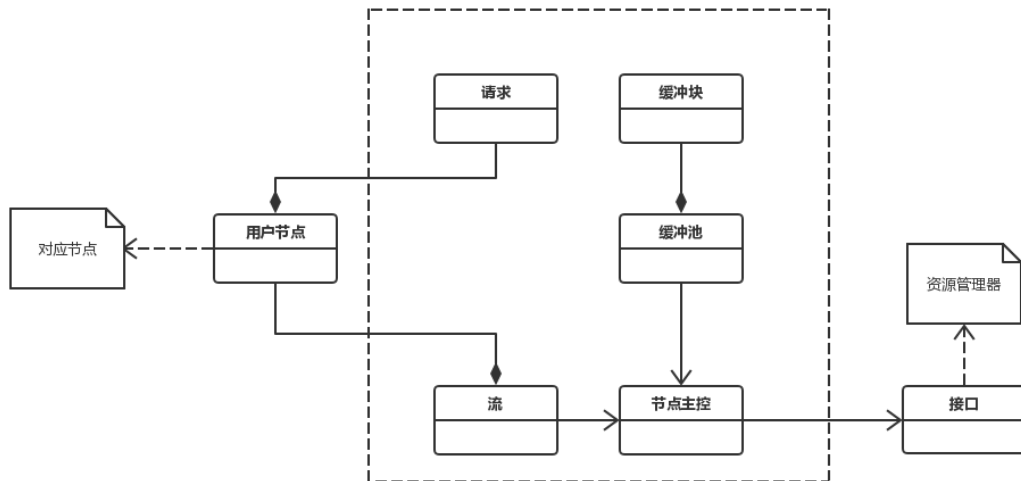 请求
缓冲块
对应节点
用户节点
缓冲池
资源管理器
流
节点主控
接口